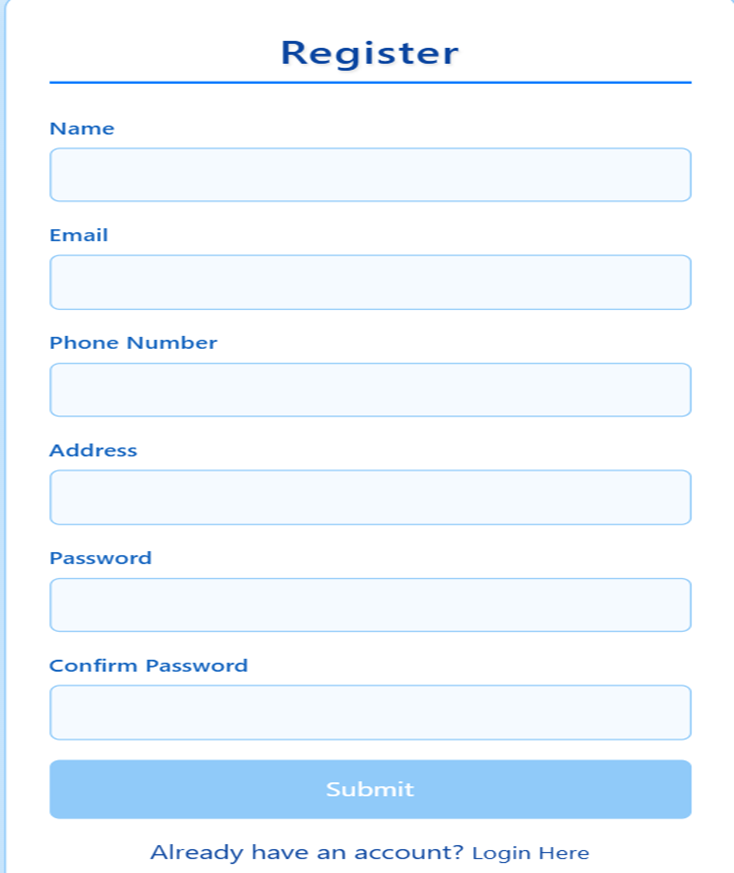 Register
Name
Email
Phone Number
Address
Password
Confirm Password
Submit
Already have an account? Login Here